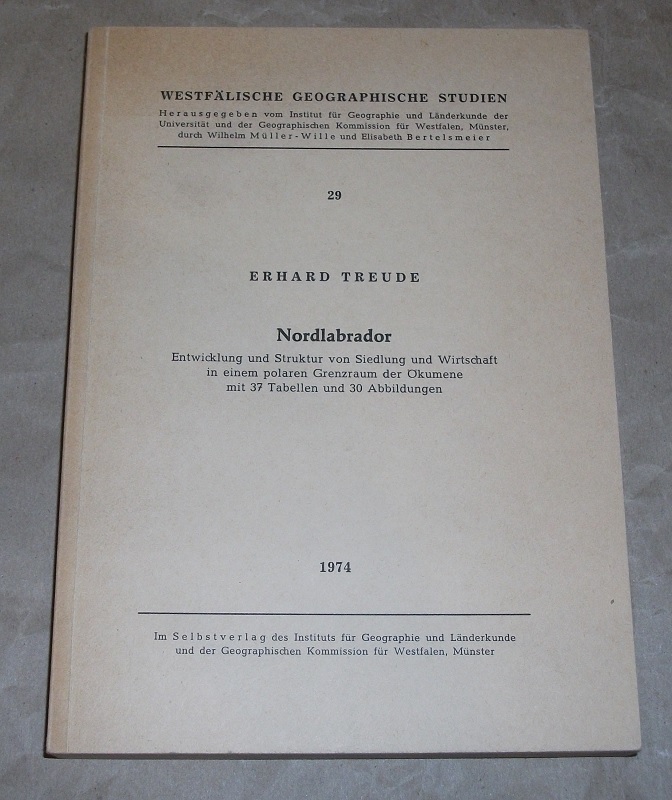 WESTFÄLISCHE GEOGRAPHISCHE STUDIEN
Herausgegeben vom Institut für Geographie und Länderkunde der
Universität und der Geographischen Kommission für Westfalen, Münster,
durch Wilhelm Müller-Wille und Elisabeth Bertelsmeier
29
ERHARD TREUDE
Nordlabrador
Entwicklung und Struktur von Siedlung und Wirtschaft
in einem polaren Grenzraum der Ökumene
mit 37 Tabellen und 30 Abbildungen
1974
Im Selbstverlag des Instituts für Geographie und Länderkunde
und der Geographischen Kommission für Westfalen, Münster